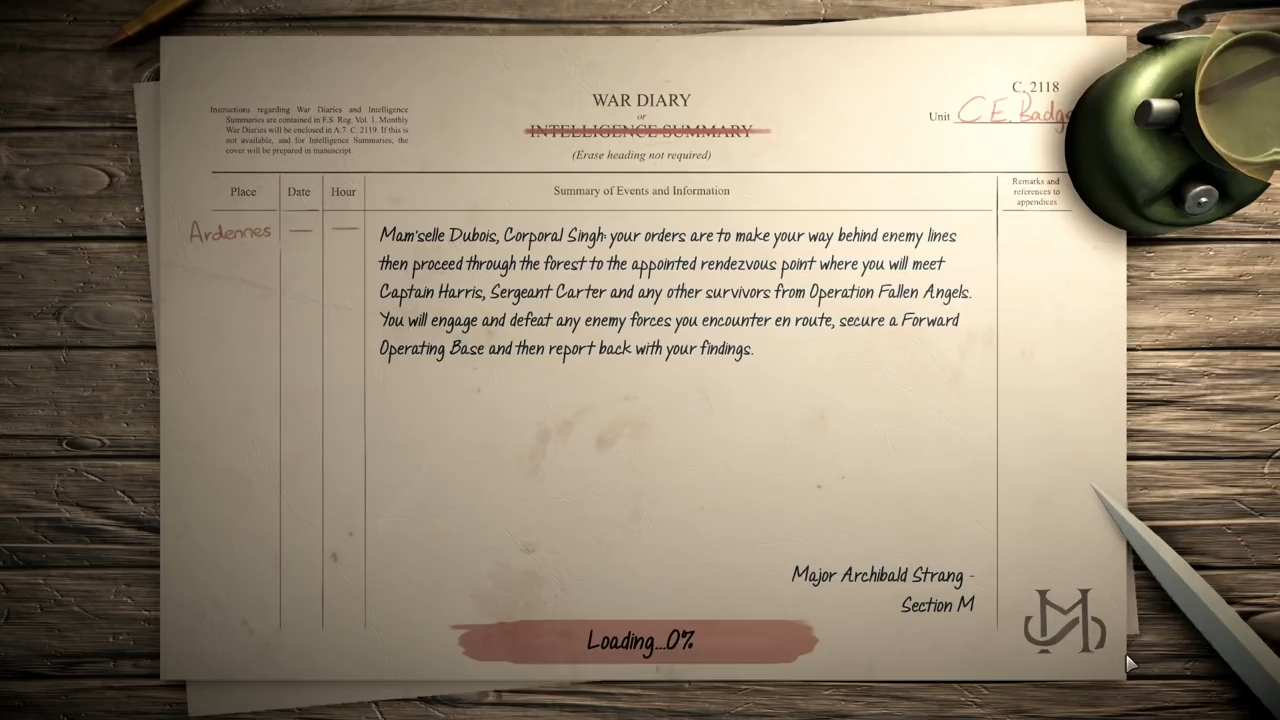 C. 2118
WAR DIARY
or
INTELLIGENCE SUMMARY
(Erase heading not required)
Instructions regarding War Diaries and Intelligence
Summaries are contained in F.S. Reg. Vol. 1. Monthly
War Diaries will be enclosed in A.7. C. 2119. If this is
not available, and for Intelligence Summaries, the
cover will be prepared in manuscript.
Unit C E. Badge
Place Date Hour Summary of Events and Information
Remarks and
references to
appendices
Ardennes — —
Mam'selle Dubois, Corporal Singh: your orders are to make your way behind enemy lines
then proceed through the forest to the appointed rendezvous point where you will meet
Captain Harris, Sergeant Carter and any other survivors from Operation Fallen Angels.
You will engage and defeat any enemy forces you encounter en route, secure a Forward
Operating Base and then report back with your findings.
Major Archibald Strang -
Section M
Loading...0%